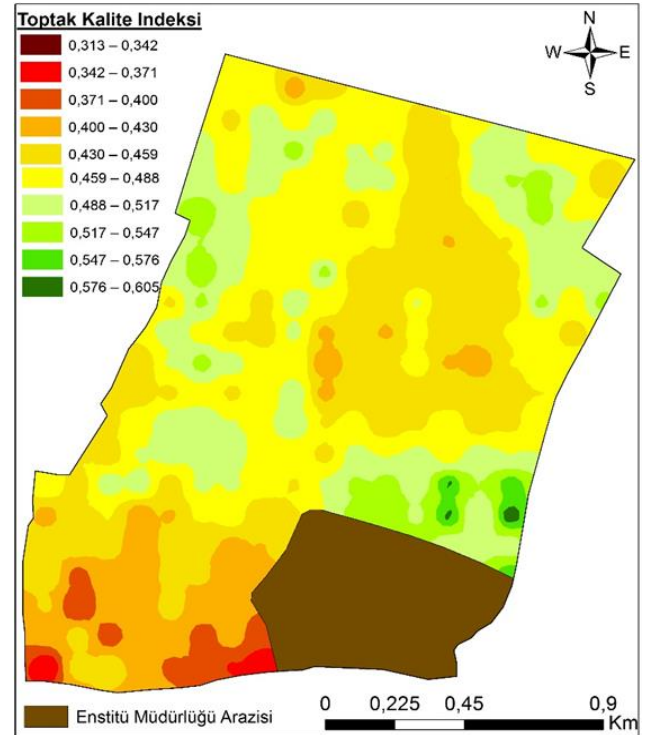 Toptak Kalite Indeksi
0,313 – 0,342
0,342 – 0,371
0,371 – 0,400
0,400 – 0,430
0,430 – 0,459
0,459 – 0,488
0,488 – 0,517
0,517 – 0,547
0,547 – 0,576
0,576 – 0,605
N
W E
S
Enstitü Müdürlüğü Arazisi
0 0,225 0,45 0,9
Km